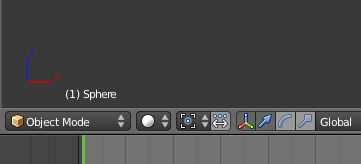 z
x
(1) Sphere
Object Mode
Global